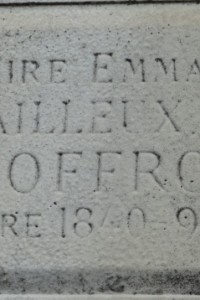 IRE EMMA
AILLEUX
OFFRO
RE 1840-9